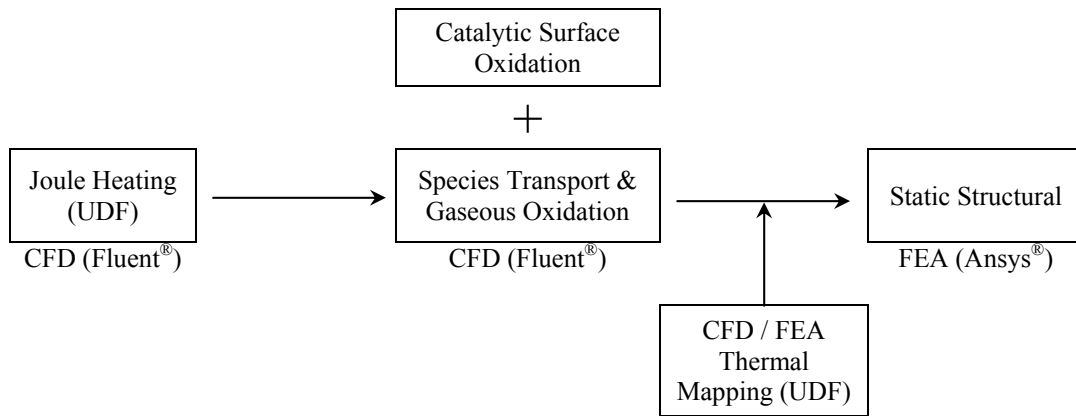 Catalytic Surface
Oxidation
+
Joule Heating
(UDF)
CFD (Fluent®)
Species Transport &
Gaseous Oxidation
CFD (Fluent®)
Static Structural
FEA (Ansys®)
CFD / FEA
Thermal
Mapping (UDF)